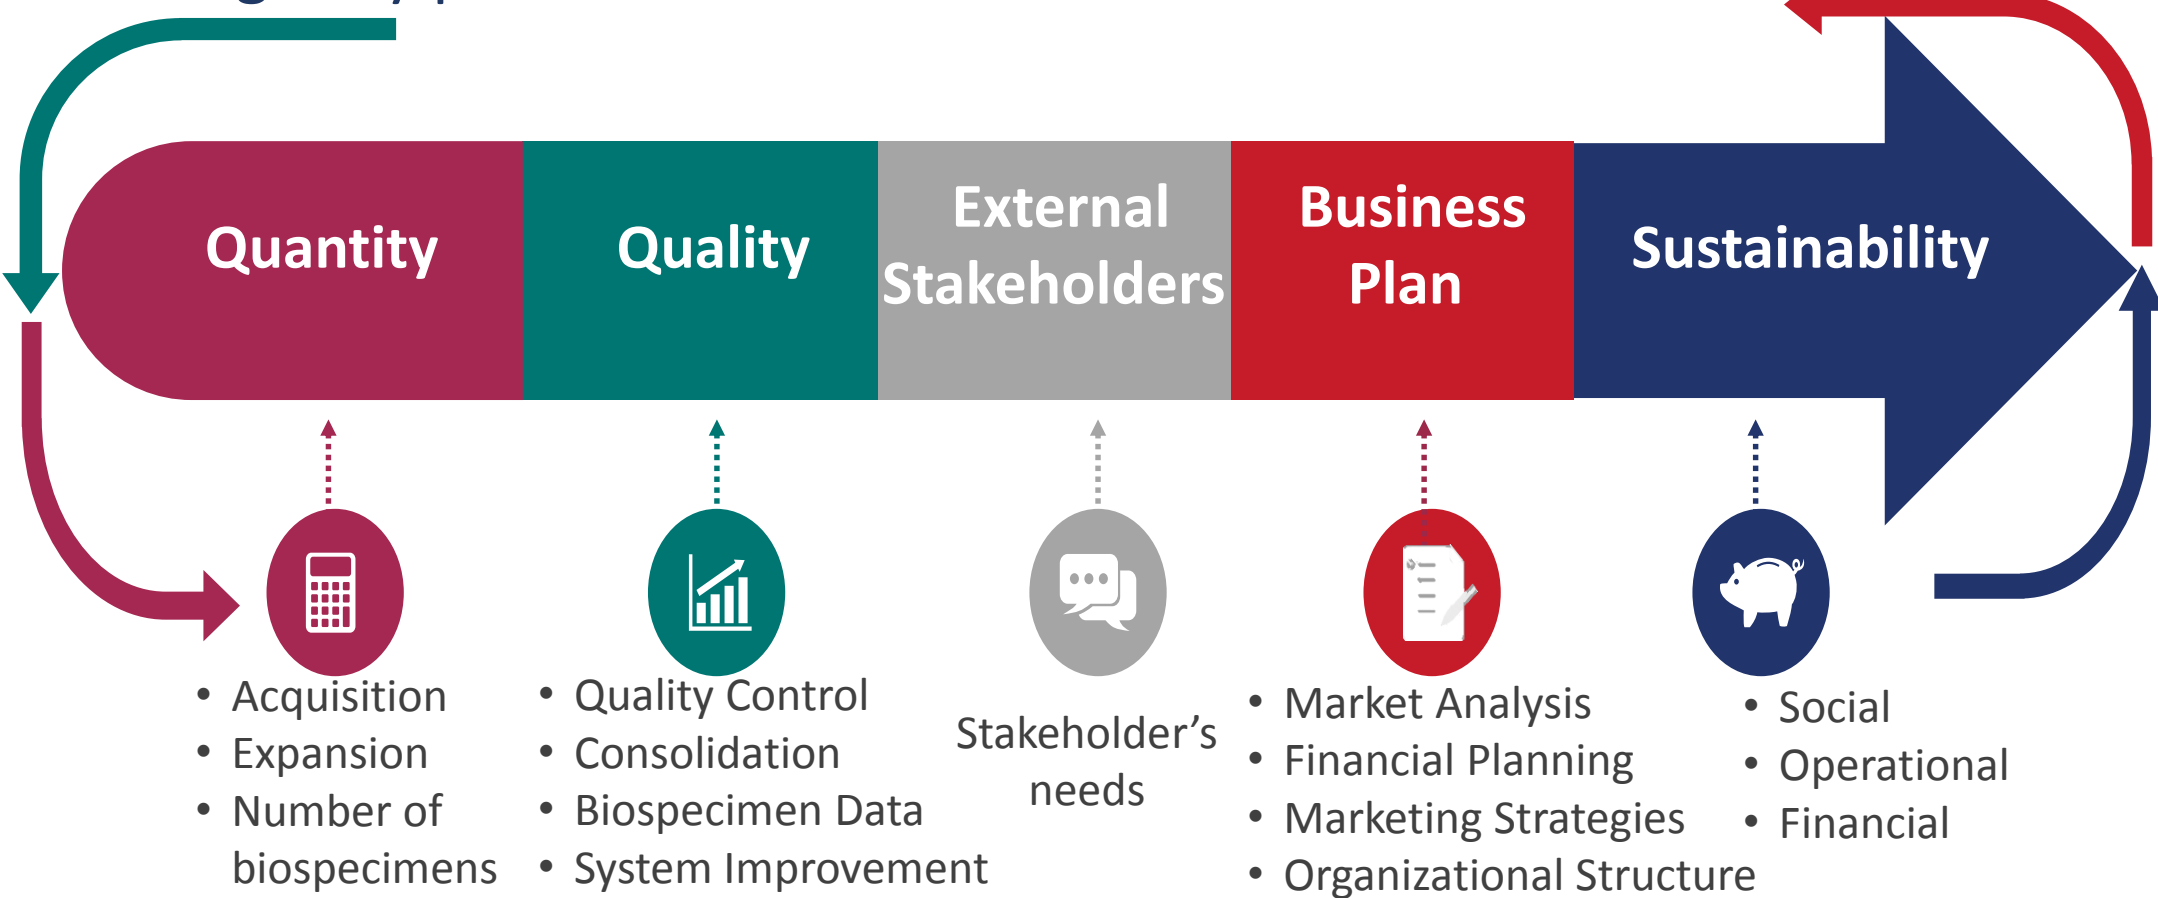 Quantity
Quality
External
Stakeholders
Business
Plan
Sustainability
• Acquisition
• Expansion
• Number of
biospecimens
• Quality Control
• Consolidation
• Biospecimen Data
• System Improvement
Stakeholder’s
needs
• Market Analysis
• Financial Planning
• Marketing Strategies
• Organizational Structure
• Social
• Operational
• Financial